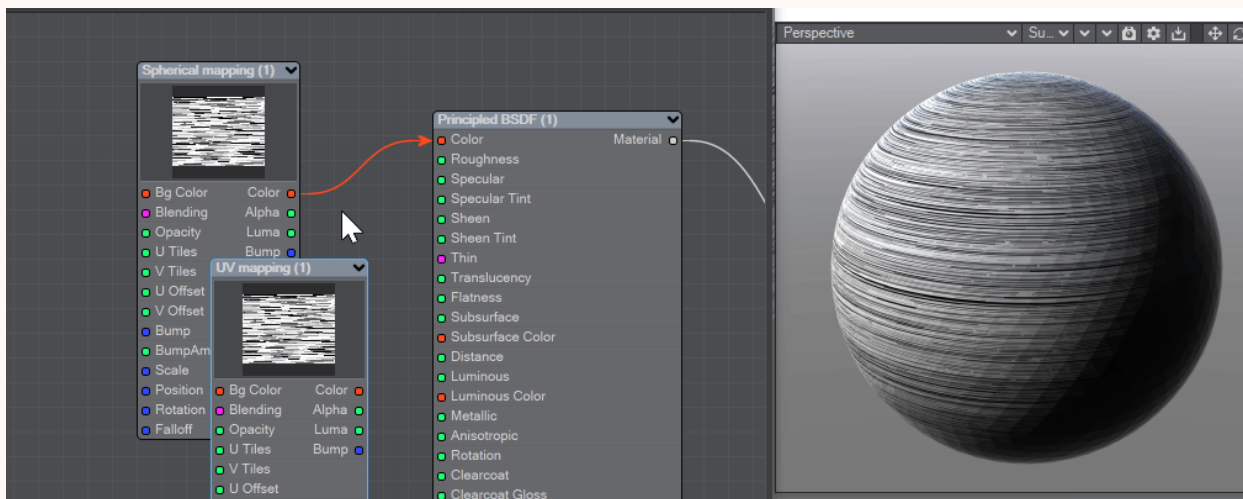 Perspective
Su...
Spherical mapping (1)
Bg Color
Color
Blending
Alpha
Opacity
Luma
U Tiles
Bump
V Tiles
U Offset
V Offset
Bump
BumpAm
Scale
Position
Rotation
Falloff
UV mapping (1)
Bg Color
Color
Blending
Alpha
Opacity
Luma
U Tiles
Bump
V Tiles
U Offset
Principled BSDF (1)
Color
Material
Roughness
Specular
Specular Tint
Sheen
Sheen Tint
Thin
Translucency
Flatness
Subsurface
Subsurface Color
Distance
Luminous
Luminous Color
Metallic
Anisotropic
Rotation
Clearcoat
Clearcoat Gloss